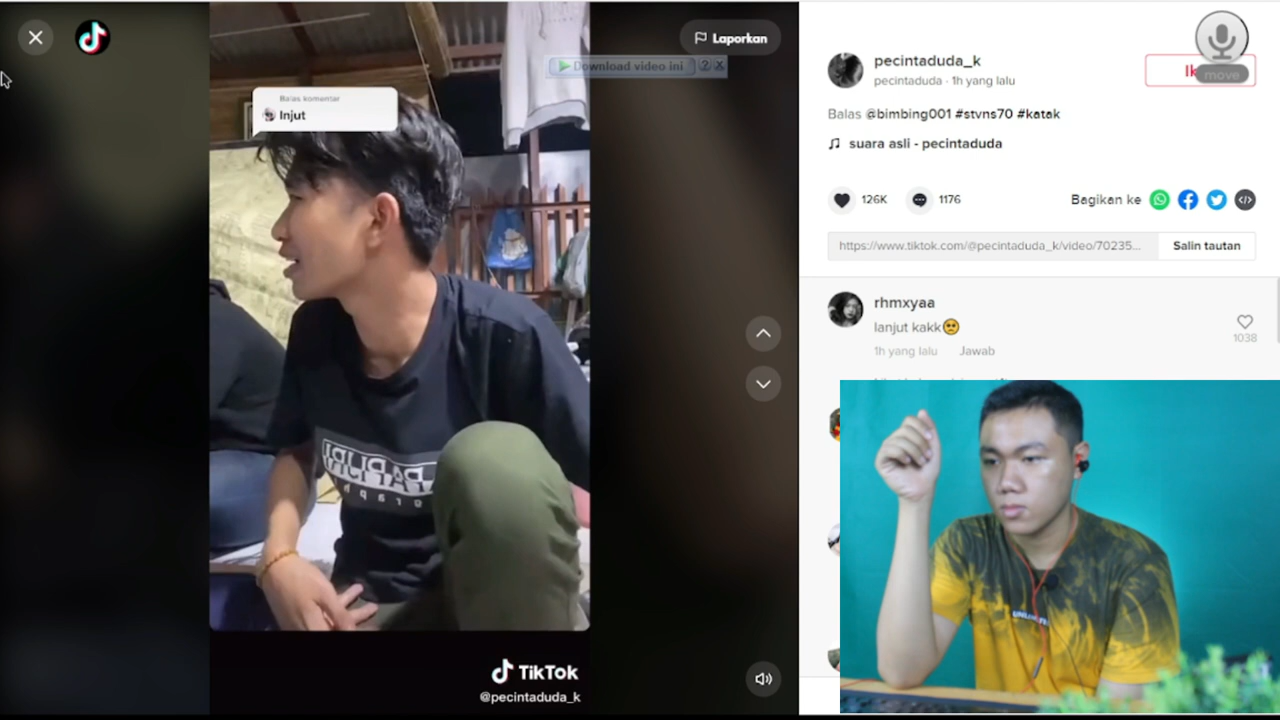 Laporkan
Download video ini
Balas komentar
Injut
TikTok
@pecintaduda_k
pecintaduda_k
pecintaduda · 1h yang lalu
Ik
move
Balas @bimbing001 #stvns70 #katak
suara asli - pecintaduda
126K
1176
Bagikan ke
https://www.tiktok.com/@pecintaduda_k/video/70235...
Salin tautan
rhmxyaa
lanjut kakk🥺
1038
1h yang lalu
Jawab